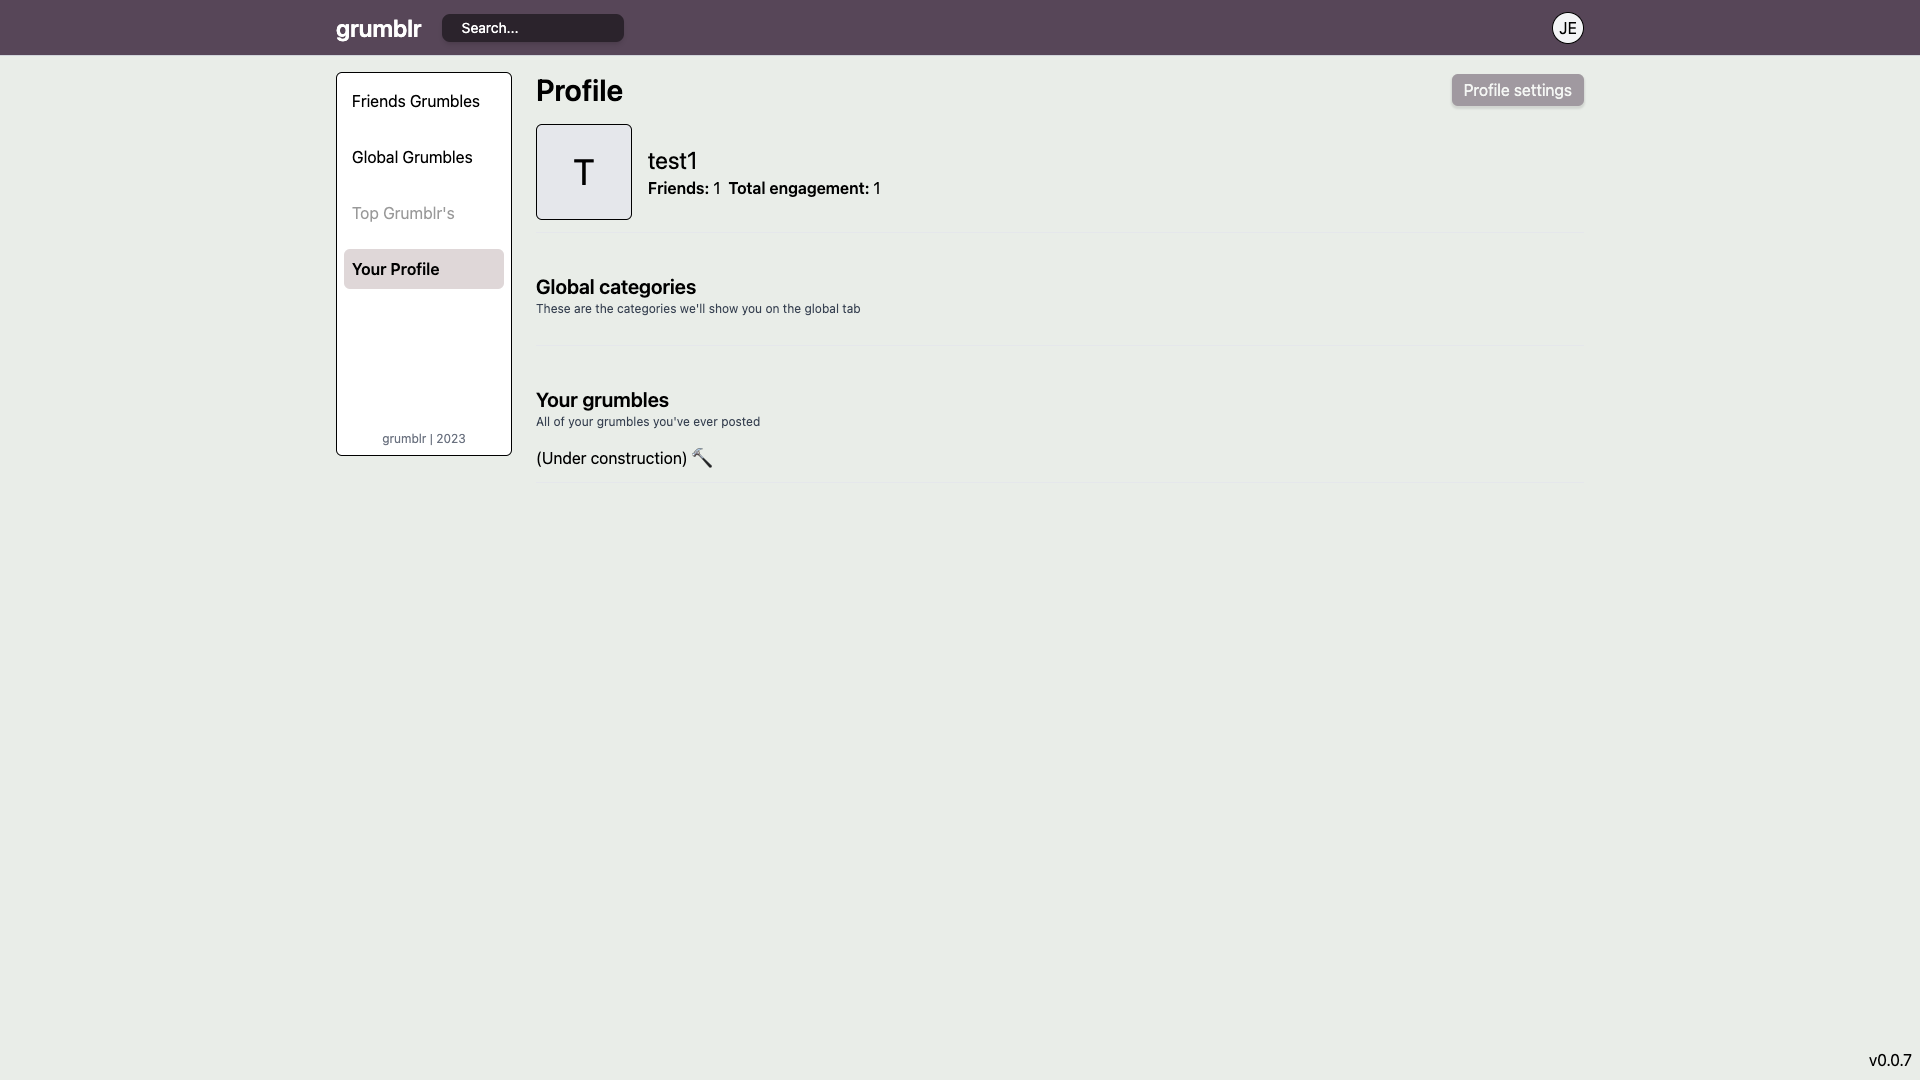 grumblr
Search...
JE
Friends Grumbles
Global Grumbles
Top Grumblr's
Your Profile
grumblr | 2023
Profile
Profile settings
T
test1
Friends: 1 Total engagement: 1
Global categories
These are the categories we'll show you on the global tab
Your grumbles
All of your grumbles you've ever posted
(Under construction) 🔨
v0.0.7